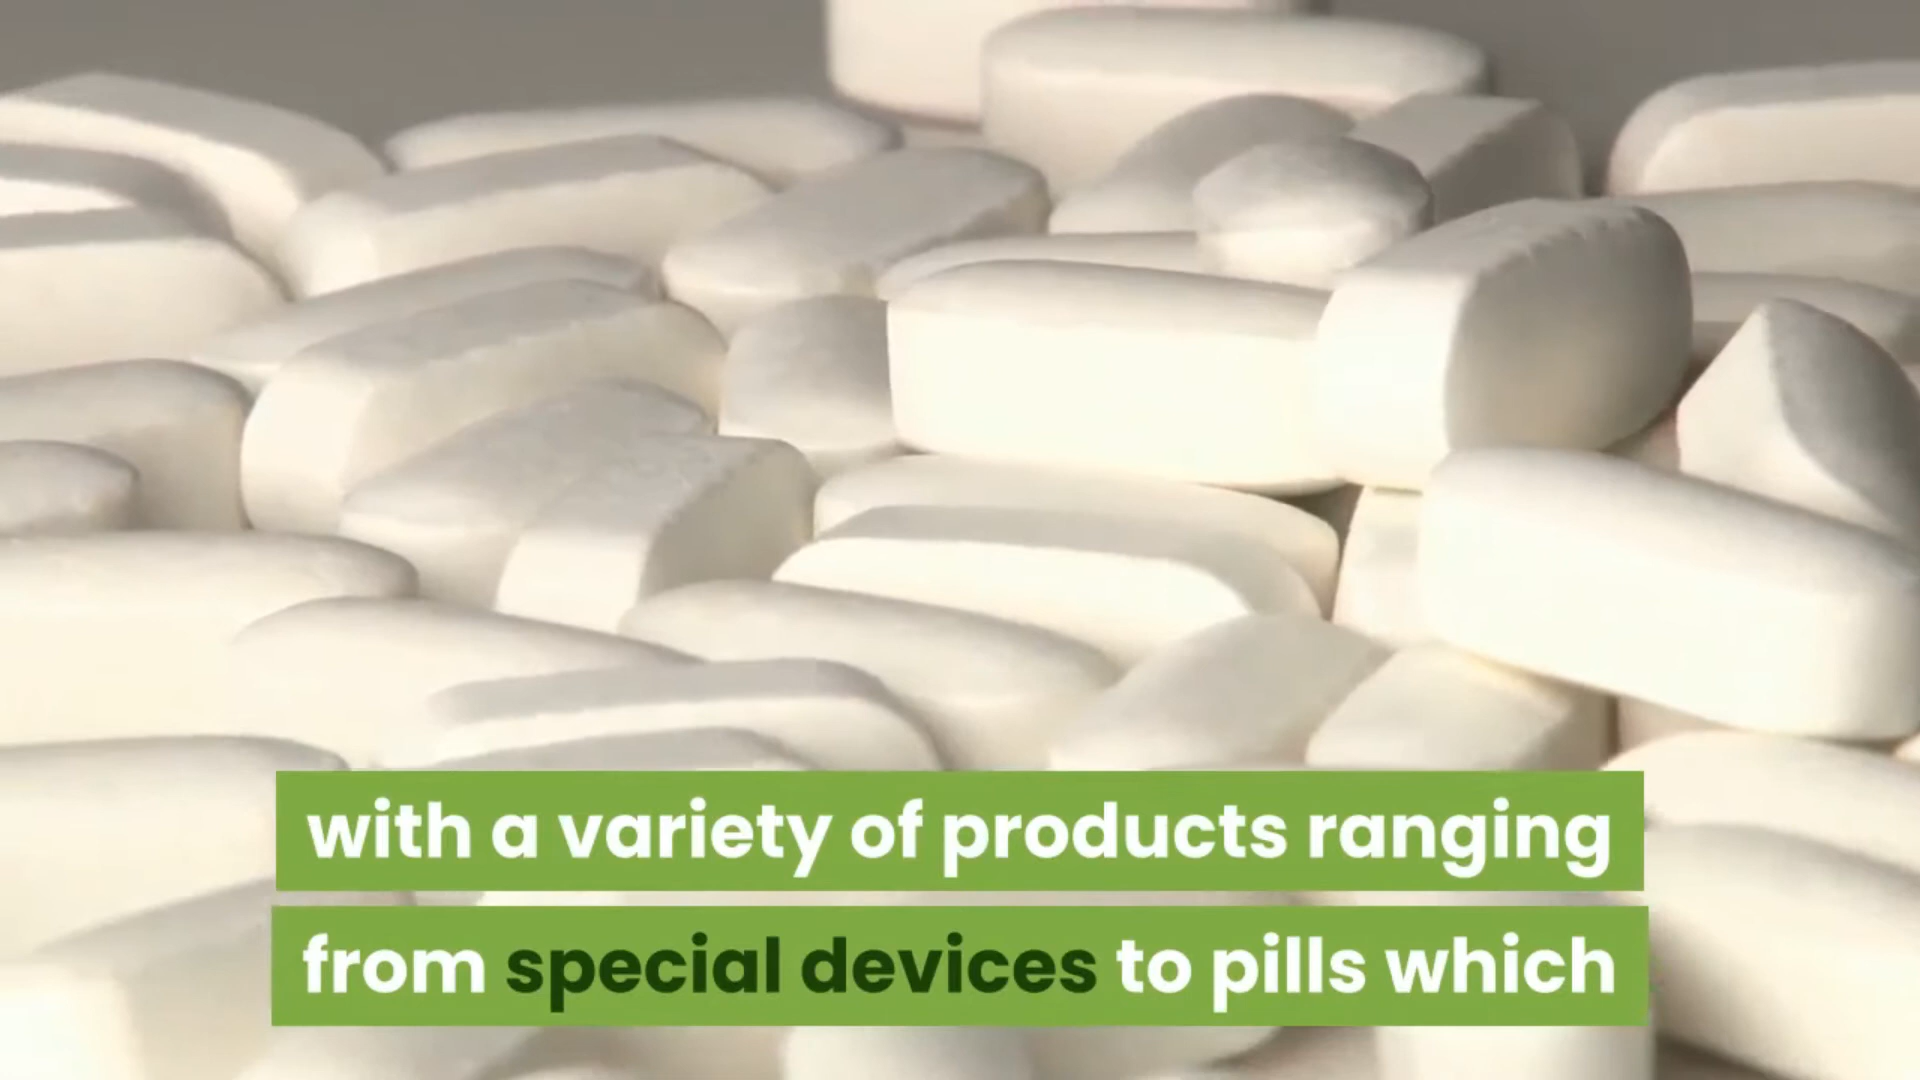 with a variety of products ranging
from special devices to pills which